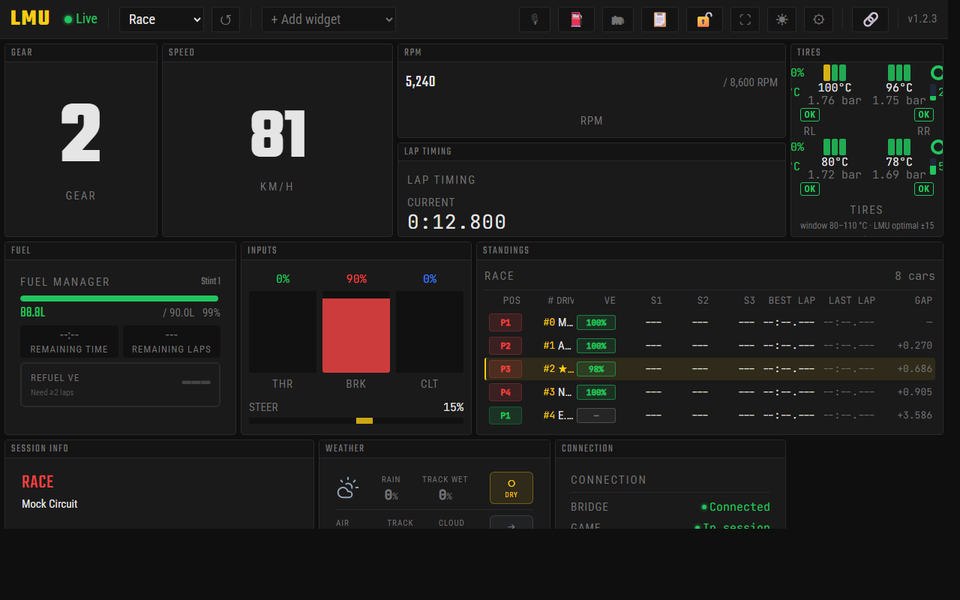 LMU Live Race + Add widget v1.2.3
GEAR
2
GEAR
SPEED
81
KM/H
RPM
5,240 / 8,600 RPM
RPM
LAP TIMING
LAP TIMING
CURRENT
0:12.800
TIRES
0%
°C 100°C 96°C 2
1.76 bar 1.75 bar
OK OK
RL RR
0%
°C 80°C 78°C 5
1.72 bar 1.69 bar
OK OK
TIRES
window 80–110 °C · LMU optimal ±15
FUEL
FUEL MANAGER Stint 1
/ 90.0L 99%
--:-- ---
REMAINING TIME REMAINING LAPS
REFUEL VE
Need ≥2 laps
INPUTS
0% 90% 0%
THR BRK CLT
STEER 15%
STANDINGS
RACE 8 cars
POS # DRIV VE S1 S2 S3 BEST LAP LAST LAP GAP
P1 #0 M… 100% --- --- --- --:--.--- --:--.--- —
P2 #1 A… 100% --- --- --- --:--.--- --:--.--- +0.270
P3 #2 ★… 98% --- --- --- --:--.--- --:--.--- +0.686
P4 #3 N… 100% --- --- --- --:--.--- --:--.--- +0.905
P1 #4 E.… — --- --- --- --:--.--- --:--.--- +3.586
SESSION INFO
RACE
Mock Circuit
WEATHER
RAIN TRACK WET
0% 0% DRY
AIR TRACK CLOUD
CONNECTION
CONNECTION
BRIDGE Connected
GAME In session